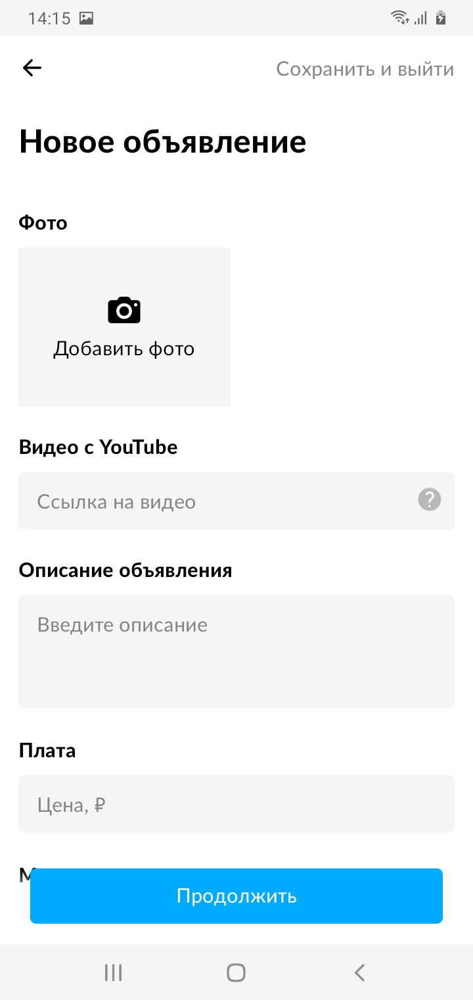 14:15
Сохранить и выйти
Новое объявление
Фото
Добавить фото
Видео с YouTube
Ссылка на видео
?
Описание объявления
Введите описание
Плата
Цена, ₽
Продолжить